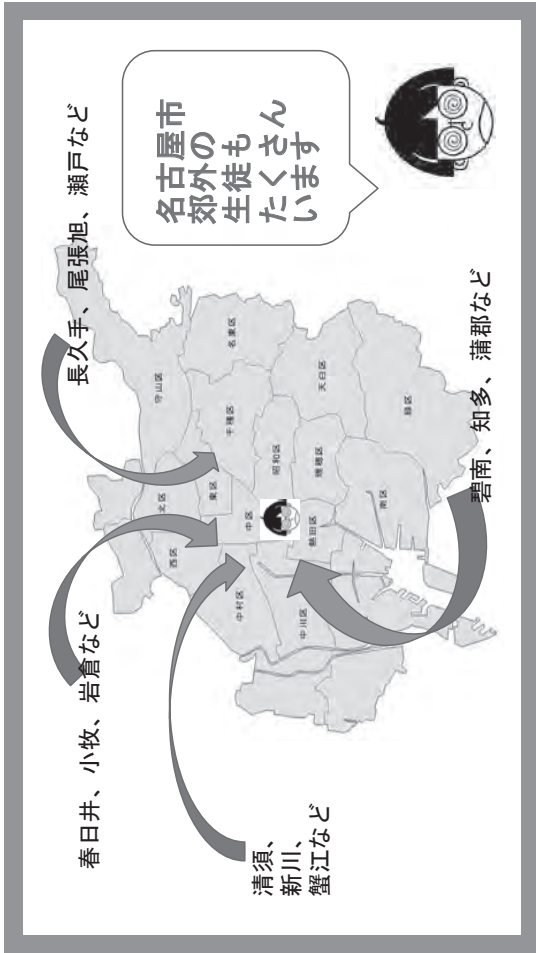 長久手、尾張旭、瀬戸など
名古屋市
郊外の
生徒も
たくさん
います
春日井、小牧、岩倉など
清須、
新川、
蟹江など
碧南、知多、蒲郡など
守山区
名東区
北区
千種区
西区
東区
天白区
昭和区
中区
瑞穂区
緑区
中村区
熱田区
南区
中川区